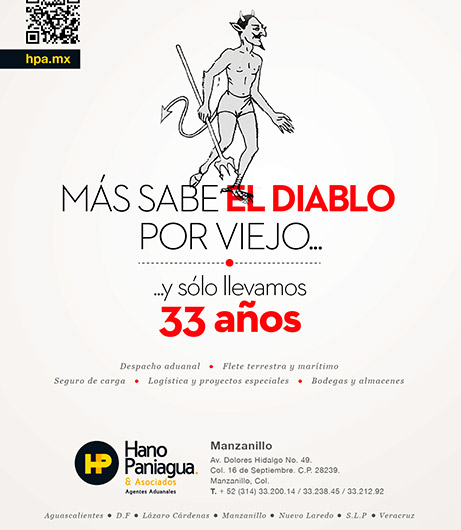 hpa.mx
MÁS SABE EL DIABLO
POR VIEJO...
...y sólo llevamos
33 años
Despacho aduanal • Flete terrestra y marítimo
Seguro de carga • Logística y proyectos especiales • Bodegas y almacenes
HP
Hano
Paniagua.
& Asociados
Agentes Aduanales
Manzanillo
Av. Dolores Hidalgo No. 49.
Col. 16 de Septiembre. C.P. 28239.
Manzanillo, Col.
T. + 52 (314) 33.200.14 / 33.238.45 / 33.212.92
Aguascalientes • D.F • Lázaro Cárdenas • Manzanillo • Nuevo Laredo • S.L.P • Veracruz